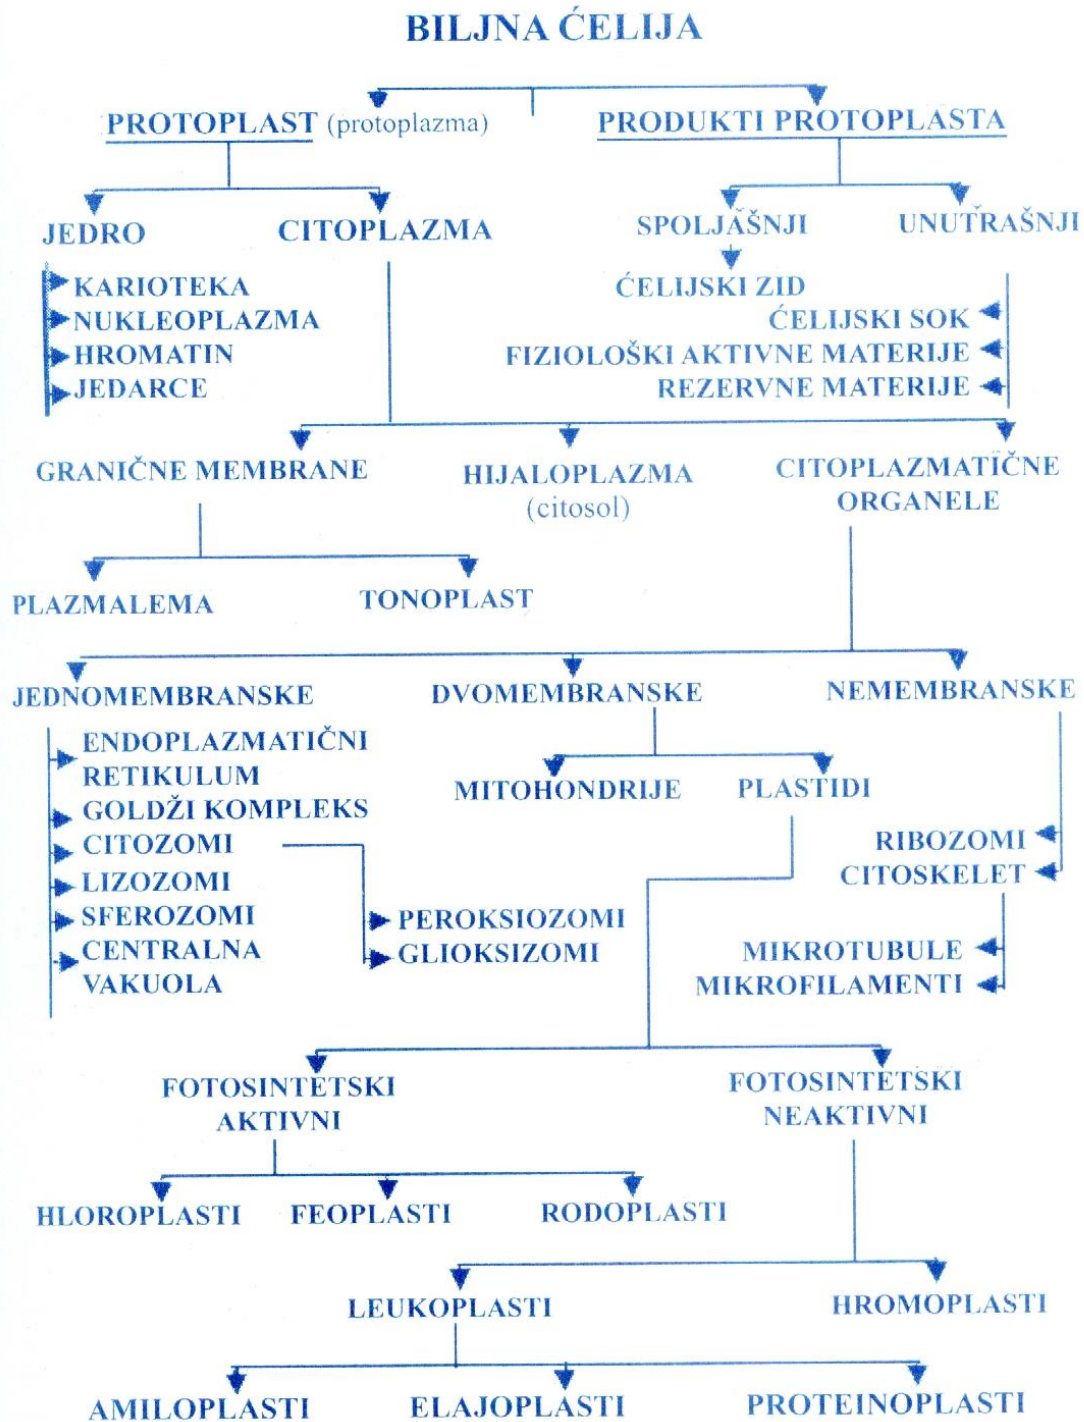 BILJNA ĆELIJA
PROTOPLAST (protoplazma)
PRODUKTI PROTOPLASTA
JEDRO
CITOPLAZMA
SPOLJAŠNJI
UNUTRAŠNJI
KARIOTEKA
NUKLEOPLAZMA
HROMATIN
JEDARCE
ĆELIJSKI ZID
ĆELIJSKI SOK
FIZIOLOŠKI AKTIVNE MATERIJE
REZERVNE MATERIJE
GRANIČNE MEMBRANE
HIJALOPLAZMA
(citosol)
CITOPLAZMATIČNE
ORGANELE
PLAZMALEMA
TONOPLAST
JEDNOMEMBRANSKE
DVOMEMBRANSKE
NEMEMBRANSKE
ENDOPLAZMATIČNI
RETIKULUM
GOLDŽI KOMPLEKS
CITOZOMI
LIZOZOMI
SFEROZOMI
CENTRALNA
VAKUOLA
PEROKSIOZOMI
GLIOKSIZOMI
MITOHONDRIJE
PLASTIDI
RIBOZOMI
CITOSKELET
MIKROTUBULE
MIKROFILAMENTI
FOTOSINTETSKI
AKTIVNI
FOTOSINTETSKI
NEAKTIVNI
HLOROPLASTI
FEOPLASTI
RODOPLASTI
LEUKOPLASTI
HROMOPLASTI
AMILOPLASTI
ELAJOPLASTI
PROTEINOPLASTI